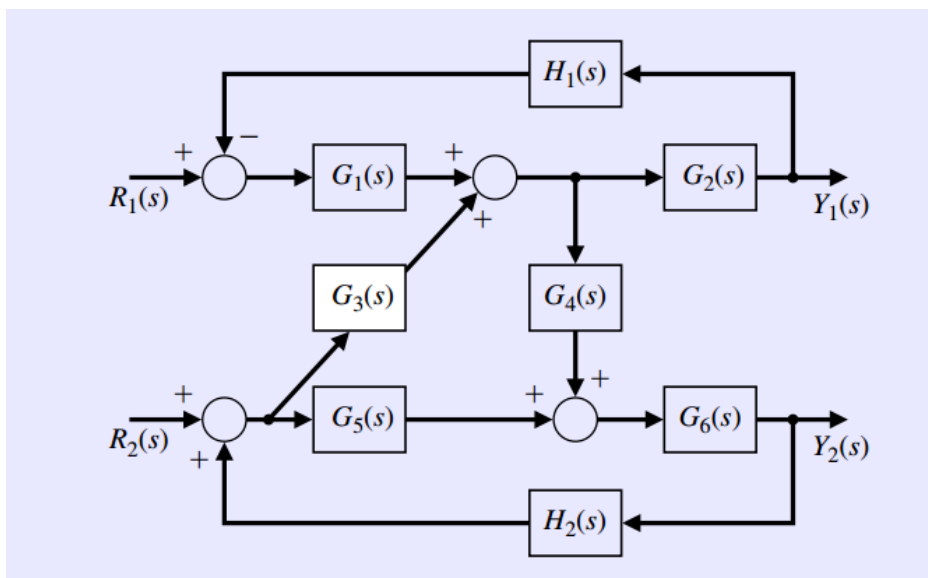 H₁(s)
+ −
G₁(s) + G₂(s)
R₁(s) + Y₁(s)
G₃(s) G₄(s)
+ + +
G₅(s) G₆(s)
R₂(s) + Y₂(s)
H₂(s)